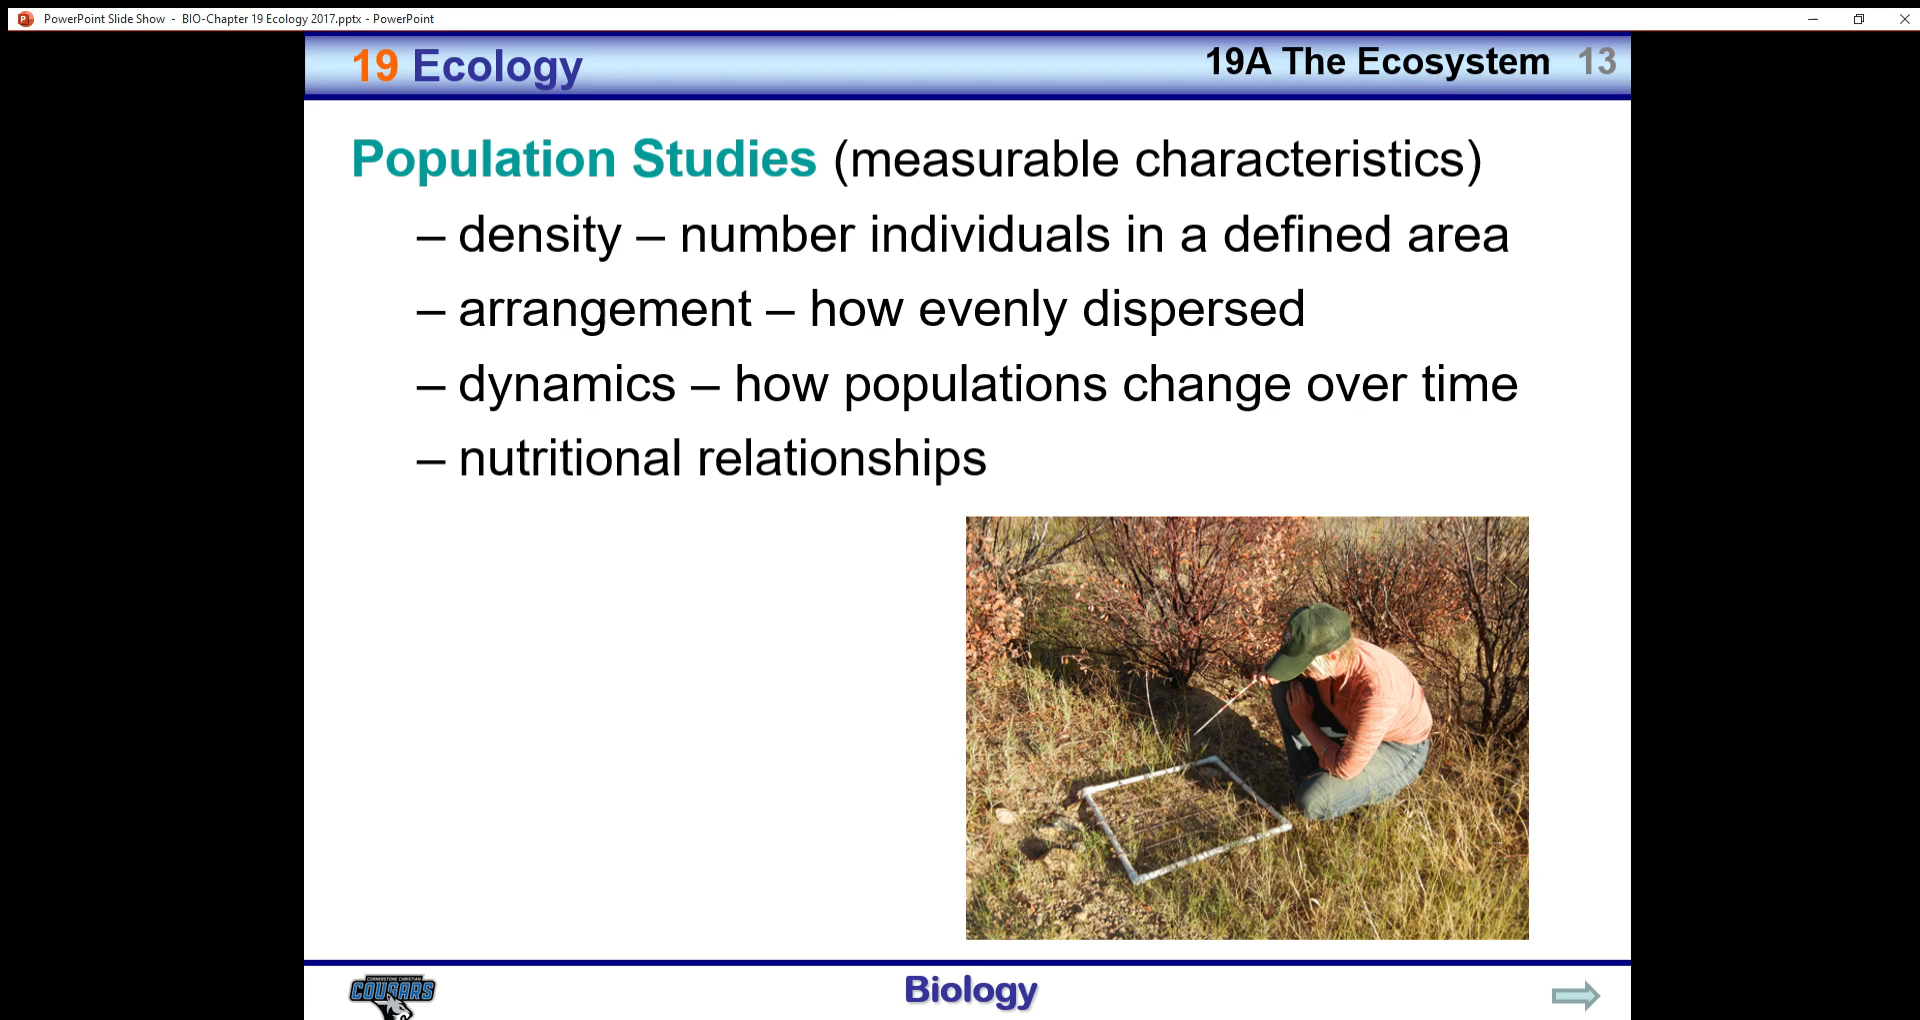 PowerPoint Slide Show - BIO-Chapter 19 Ecology 2017.pptx - PowerPoint
19 Ecology
19A The Ecosystem 13
Population Studies (measurable characteristics)
– density – number individuals in a defined area
– arrangement – how evenly dispersed
– dynamics – how populations change over time
– nutritional relationships
CORNERSTONE CHRISTIAN
COUGARS
Biology